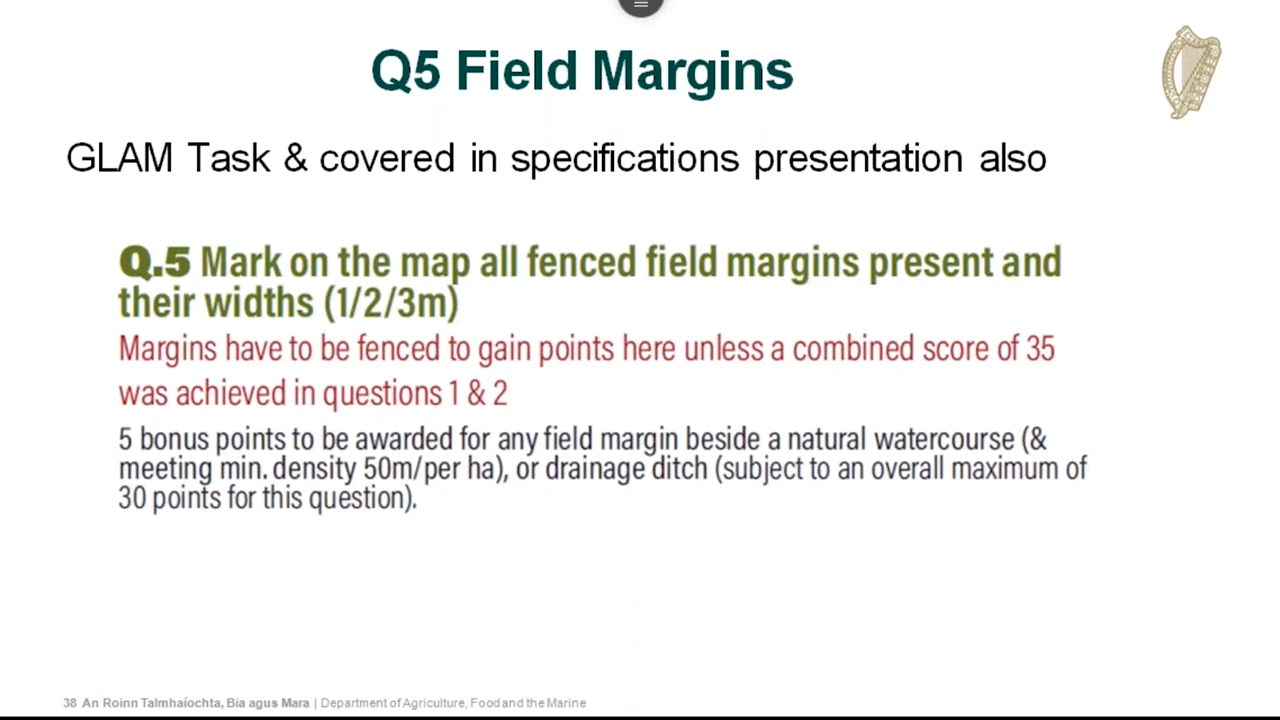 Q5 Field Margins
GLAM Task & covered in specifications presentation also
Q.5 Mark on the map all fenced field margins present and
their widths (1/2/3m)
Margins have to be fenced to gain points here unless a combined score of 35
was achieved in questions 1 & 2
5 bonus points to be awarded for any field margin beside a natural watercourse (&
meeting min. density 50m/per ha), or drainage ditch (subject to an overall maximum of
30 points for this question).
38 An Roinn Talmhaíochta, Bia agus Mara | Department of Agriculture, Food and the Marine